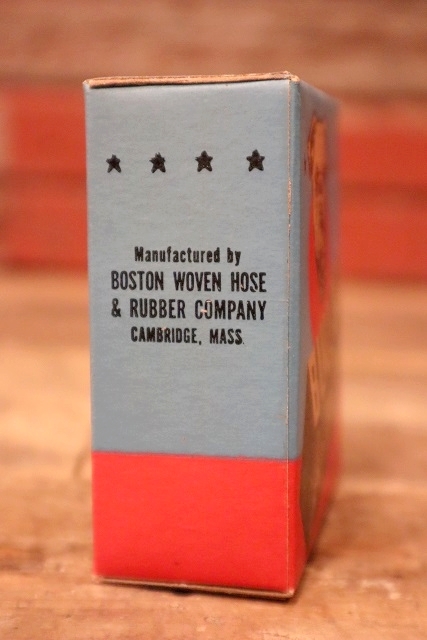 Manufactured by
BOSTON WOVEN HOSE
& RUBBER COMPANY
CAMBRIDGE, MASS.